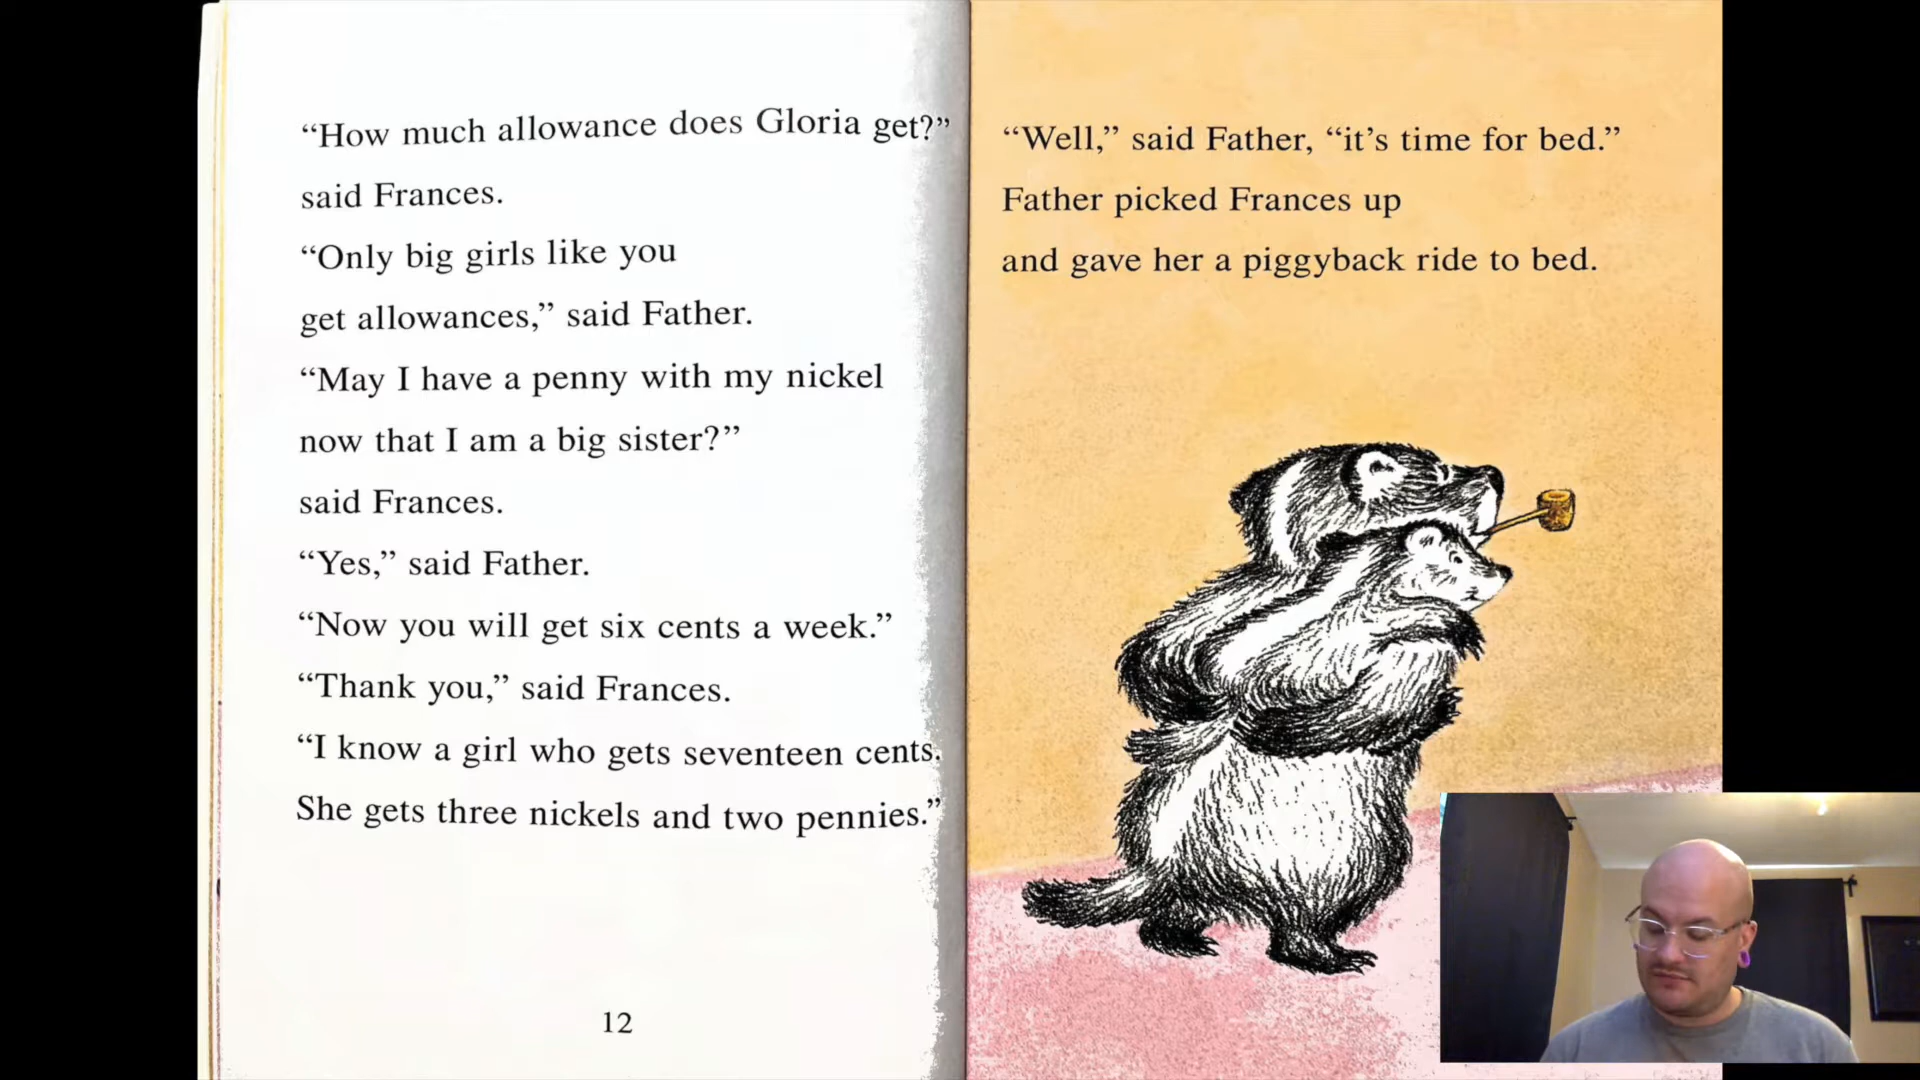 “How much allowance does Gloria get?”
said Frances.
“Only big girls like you
get allowances,” said Father.
“May I have a penny with my nickel
now that I am a big sister?”
said Frances.
“Yes,” said Father.
“Now you will get six cents a week.”
“Thank you,” said Frances.
“I know a girl who gets seventeen cents.
She gets three nickels and two pennies.”
12
“Well,” said Father, “it’s time for bed.”
Father picked Frances up
and gave her a piggyback ride to bed.